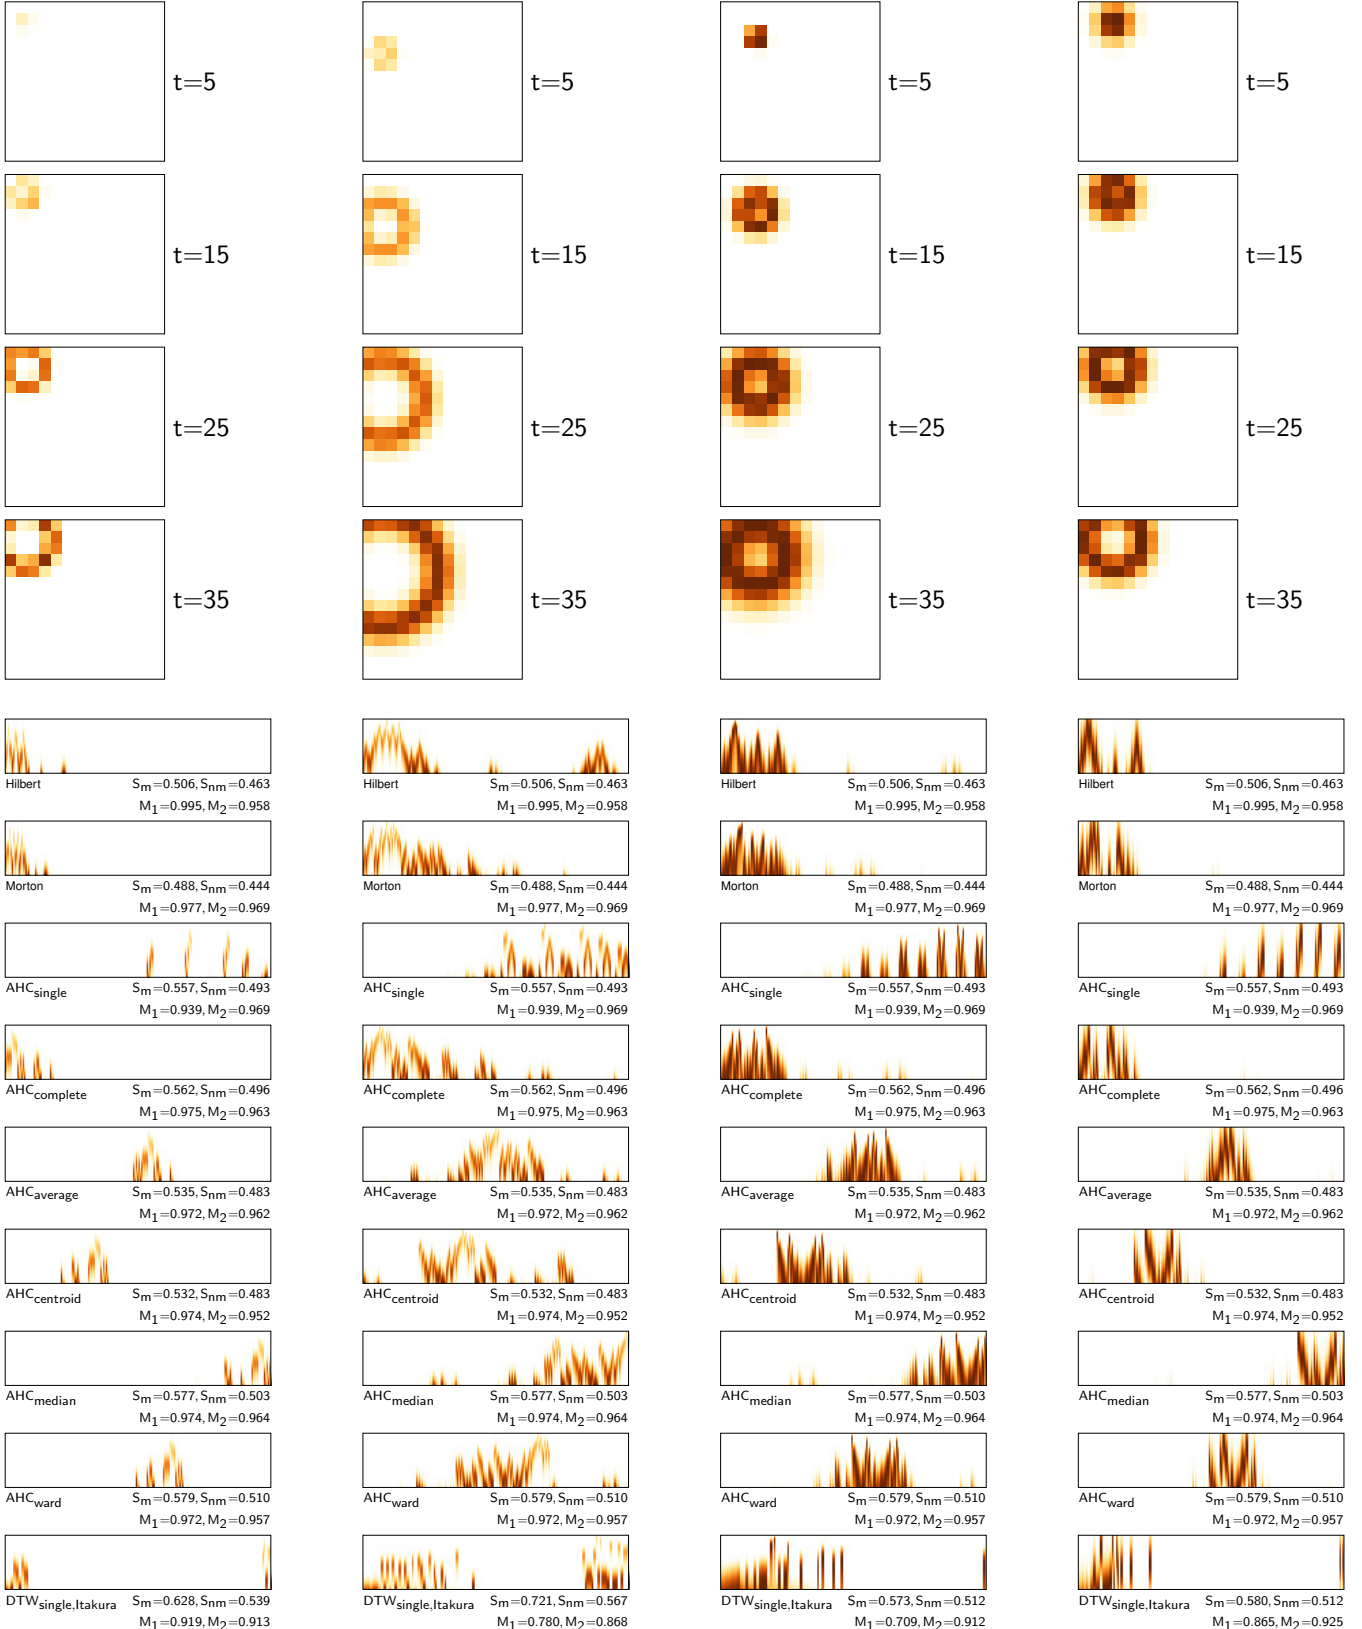 t=5 t=5 t=5 t=5
t=15 t=15 t=15 t=15
t=25 t=25 t=25 t=25
t=35 t=35 t=35 t=35
Hilbert Sm=0.506, Snm=0.463 Hilbert Sm=0.506, Snm=0.463 Hilbert Sm=0.506, Snm=0.463 Hilbert Sm=0.506, Snm=0.463
M1=0.995, M2=0.958 M1=0.995, M2=0.958 M1=0.995, M2=0.958 M1=0.995, M2=0.958
Morton Sm=0.488, Snm=0.444 Morton Sm=0.488, Snm=0.444 Morton Sm=0.488, Snm=0.444 Morton Sm=0.488, Snm=0.444
M1=0.977, M2=0.969 M1=0.977, M2=0.969 M1=0.977, M2=0.969 M1=0.977, M2=0.969
AHCsingle Sm=0.557, Snm=0.493 AHCsingle Sm=0.557, Snm=0.493 AHCsingle Sm=0.557, Snm=0.493 AHCsingle Sm=0.557, Snm=0.493
M1=0.939, M2=0.969 M1=0.939, M2=0.969 M1=0.939, M2=0.969 M1=0.939, M2=0.969
AHCcomplete Sm=0.562, Snm=0.496 AHCcomplete Sm=0.562, Snm=0.496 AHCcomplete Sm=0.562, Snm=0.496 AHCcomplete Sm=0.562, Snm=0.496
M1=0.975, M2=0.963 M1=0.975, M2=0.963 M1=0.975, M2=0.963 M1=0.975, M2=0.963
AHCaverage Sm=0.535, Snm=0.483 AHCaverage Sm=0.535, Snm=0.483 AHCaverage Sm=0.535, Snm=0.483 AHCaverage Sm=0.535, Snm=0.483
M1=0.972, M2=0.962 M1=0.972, M2=0.962 M1=0.972, M2=0.962 M1=0.972, M2=0.962
AHCcentroid Sm=0.532, Snm=0.483 AHCcentroid Sm=0.532, Snm=0.483 AHCcentroid Sm=0.532, Snm=0.483 AHCcentroid Sm=0.532, Snm=0.483
M1=0.974, M2=0.952 M1=0.974, M2=0.952 M1=0.974, M2=0.952 M1=0.974, M2=0.952
AHCmedian Sm=0.577, Snm=0.503 AHCmedian Sm=0.577, Snm=0.503 AHCmedian Sm=0.577, Snm=0.503 AHCmedian Sm=0.577, Snm=0.503
M1=0.974, M2=0.964 M1=0.974, M2=0.964 M1=0.974, M2=0.964 M1=0.974, M2=0.964
AHCward Sm=0.579, Snm=0.510 AHCward Sm=0.579, Snm=0.510 AHCward Sm=0.579, Snm=0.510 AHCward Sm=0.579, Snm=0.510
M1=0.972, M2=0.957 M1=0.972, M2=0.957 M1=0.972, M2=0.957 M1=0.972, M2=0.957
DTWsingle,Itakura Sm=0.628, Snm=0.539 DTWsingle,Itakura Sm=0.721, Snm=0.567 DTWsingle,Itakura Sm=0.573, Snm=0.512 DTWsingle,Itakura Sm=0.580, Snm=0.512
M1=0.919, M2=0.913 M1=0.780, M2=0.868 M1=0.709, M2=0.912 M1=0.865, M2=0.925